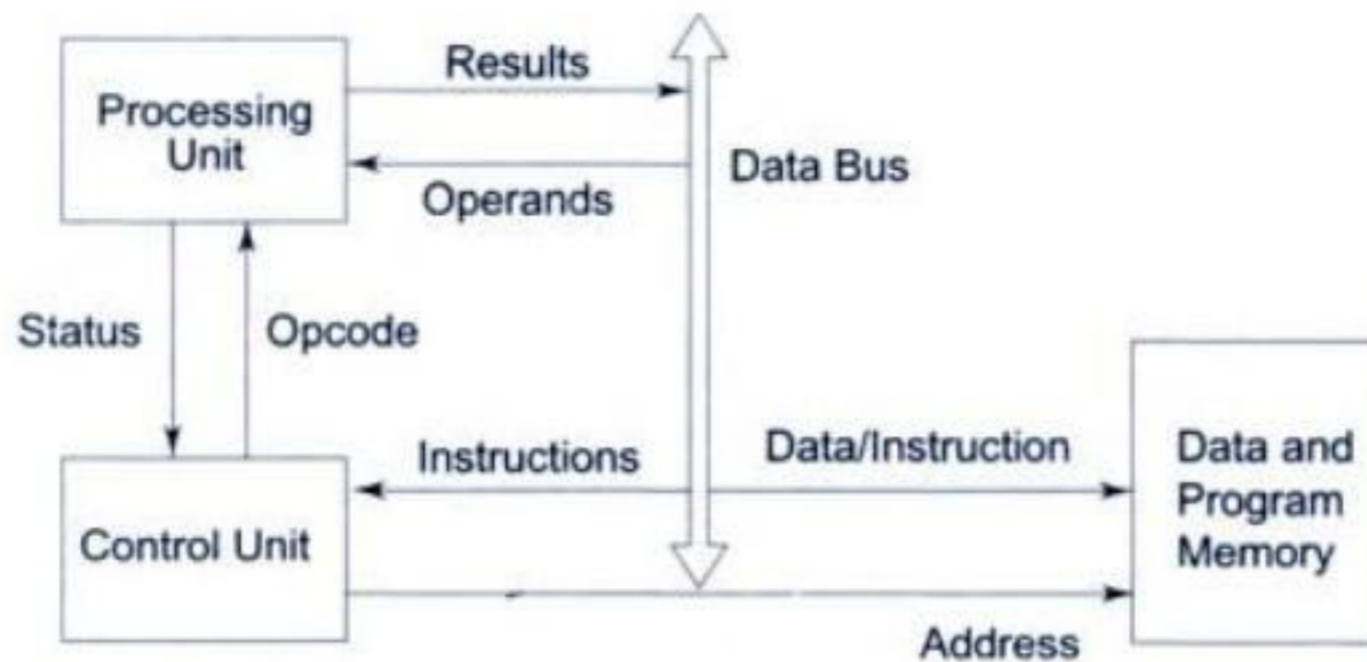 Results
Processing
Unit
Data Bus
Operands
Status
Opcode
Instructions
Data/Instruction
Data and
Program
Memory
Control Unit
Address